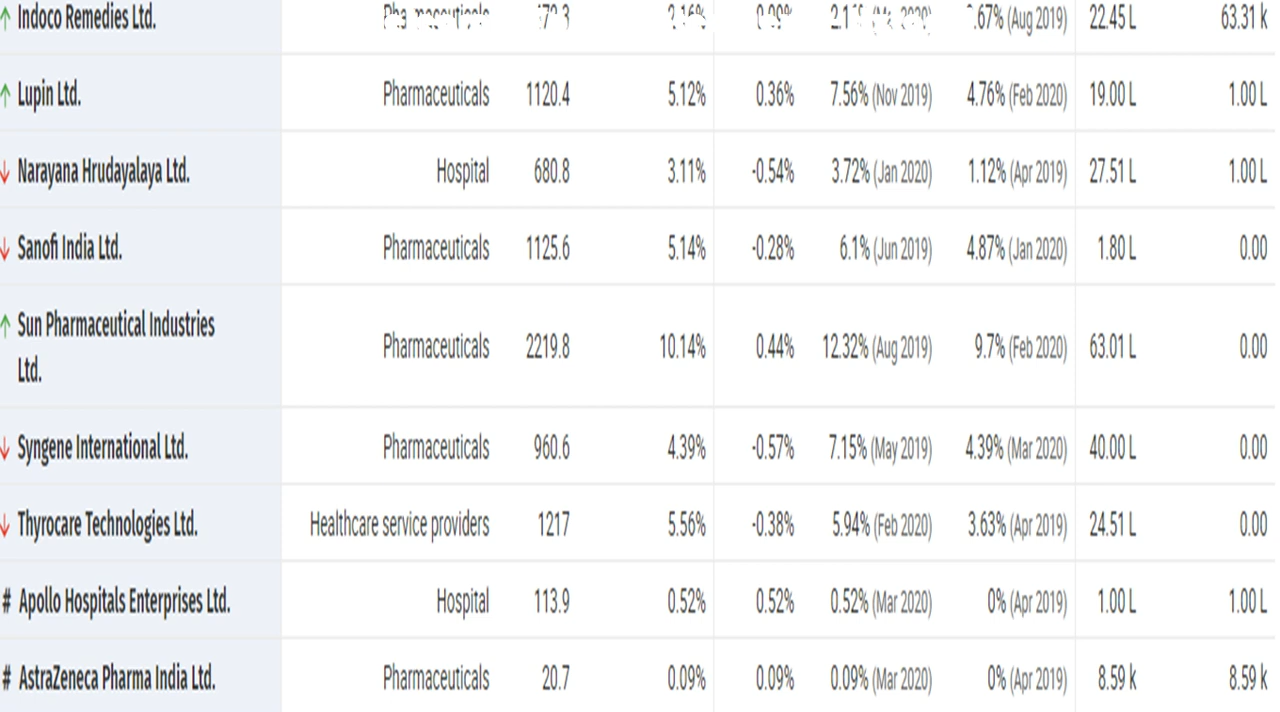 ↑ Indoco Remedies Ltd. Pharmaceuticals (Aug 2019) 22.45 L 63.31 k
↑ Lupin Ltd. Pharmaceuticals 1120.4 5.12% 0.36% 7.56% (Nov 2019) 4.76% (Feb 2020) 19.00 L 1.00 L
↓ Narayana Hrudayalaya Ltd. Hospital 680.8 3.11% -0.54% 3.72% (Jan 2020) 1.12% (Apr 2019) 27.51 L 1.00 L
↓ Sanofi India Ltd. Pharmaceuticals 1125.6 5.14% -0.28% 6.1% (Jun 2019) 4.87% (Jan 2020) 1.80 L 0.00
↑ Sun Pharmaceutical Industries
Ltd. Pharmaceuticals 2219.8 10.14% 0.44% 12.32% (Aug 2019) 9.7% (Feb 2020) 63.01 L 0.00
↓ Syngene International Ltd. Pharmaceuticals 960.6 4.39% -0.57% 7.15% (May 2019) 4.39% (Mar 2020) 40.00 L 0.00
↓ Thyrocare Technologies Ltd. Healthcare service providers 1217 5.56% -0.38% 5.94% (Feb 2020) 3.63% (Apr 2019) 24.51 L 0.00
# Apollo Hospitals Enterprises Ltd. Hospital 113.9 0.52% 0.52% 0.52% (Mar 2020) 0% (Apr 2019) 1.00 L 1.00 L
# AstraZeneca Pharma India Ltd. Pharmaceuticals 20.7 0.09% 0.09% 0.09% (Mar 2020) 0% (Apr 2019) 8.59 k 8.59 k